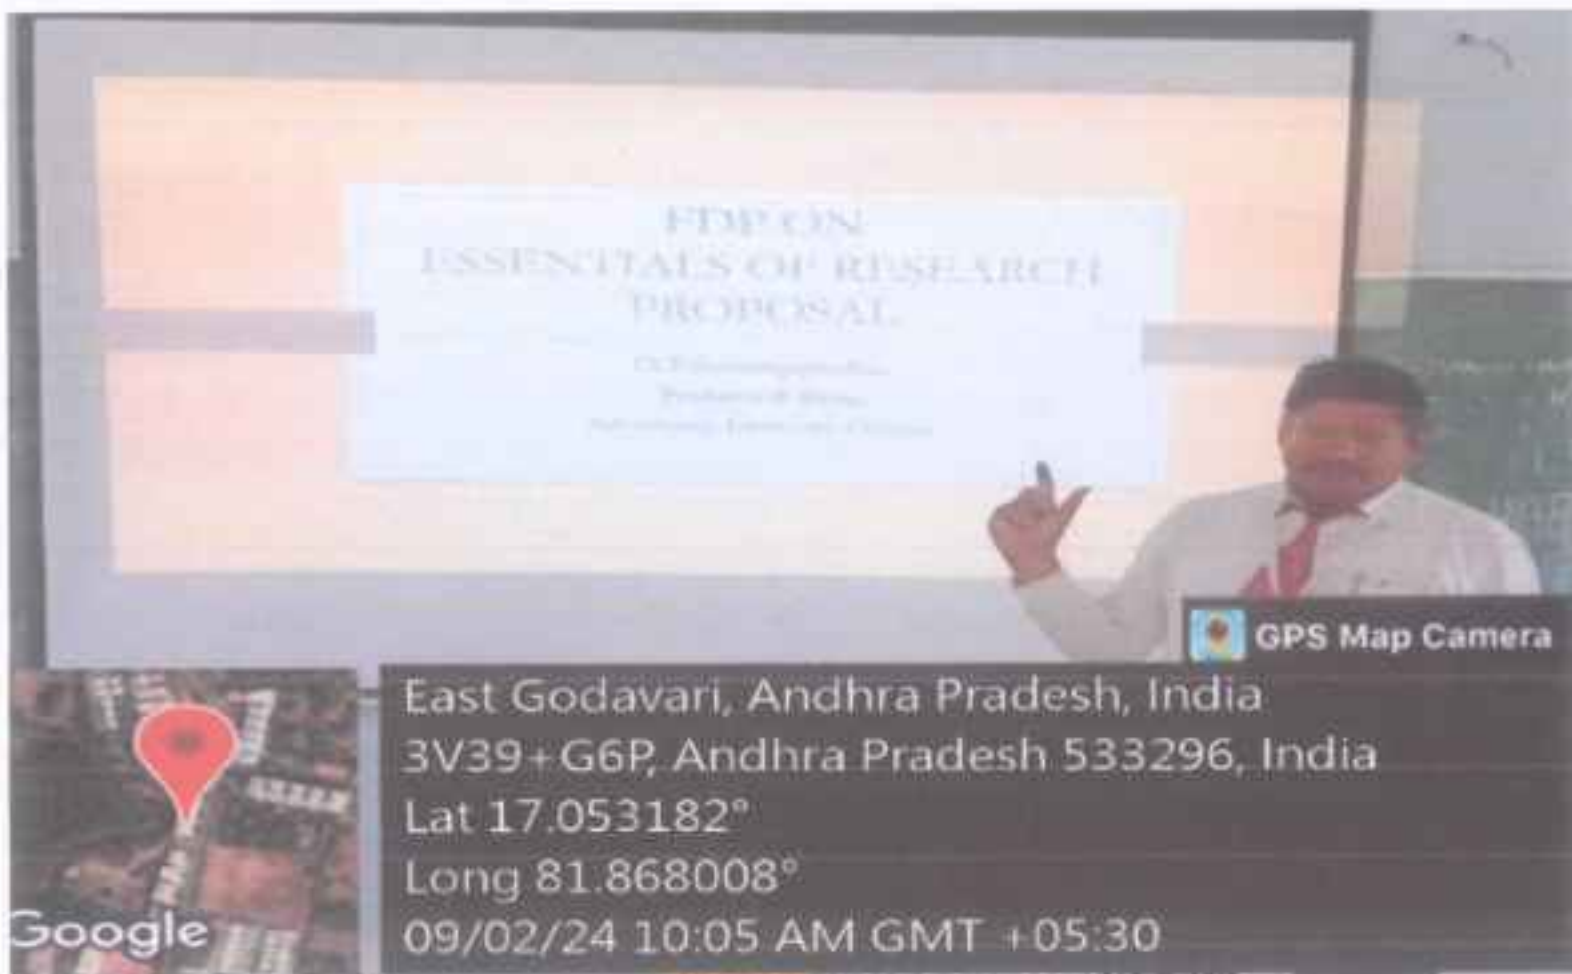 FDP ON
ESSENTIALS OF RESEARCH
PROPOSAL
GPS Map Camera
East Godavari, Andhra Pradesh, India
3V39+G6P, Andhra Pradesh 533296, India
Lat 17.053182°
Long 81.868008°
09/02/24 10:05 AM GMT +05:30
Google